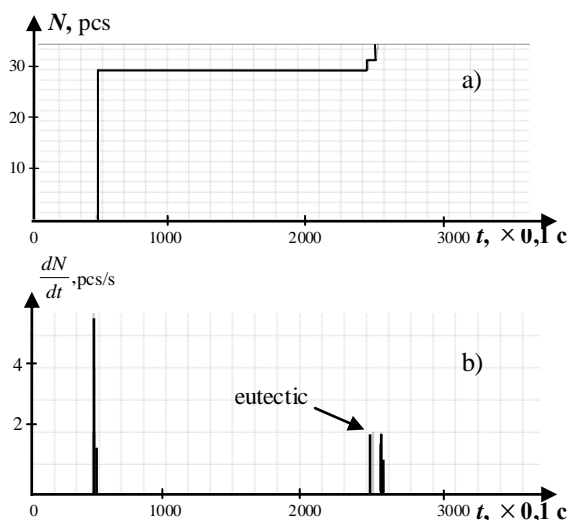 N, pcs
30
20
10
a)
0 1000 2000 3000 t, ×0,1 c
dN/dt, pcs/s
4
2
b)
eutectic
0 1000 2000 3000 t, ×0,1 c